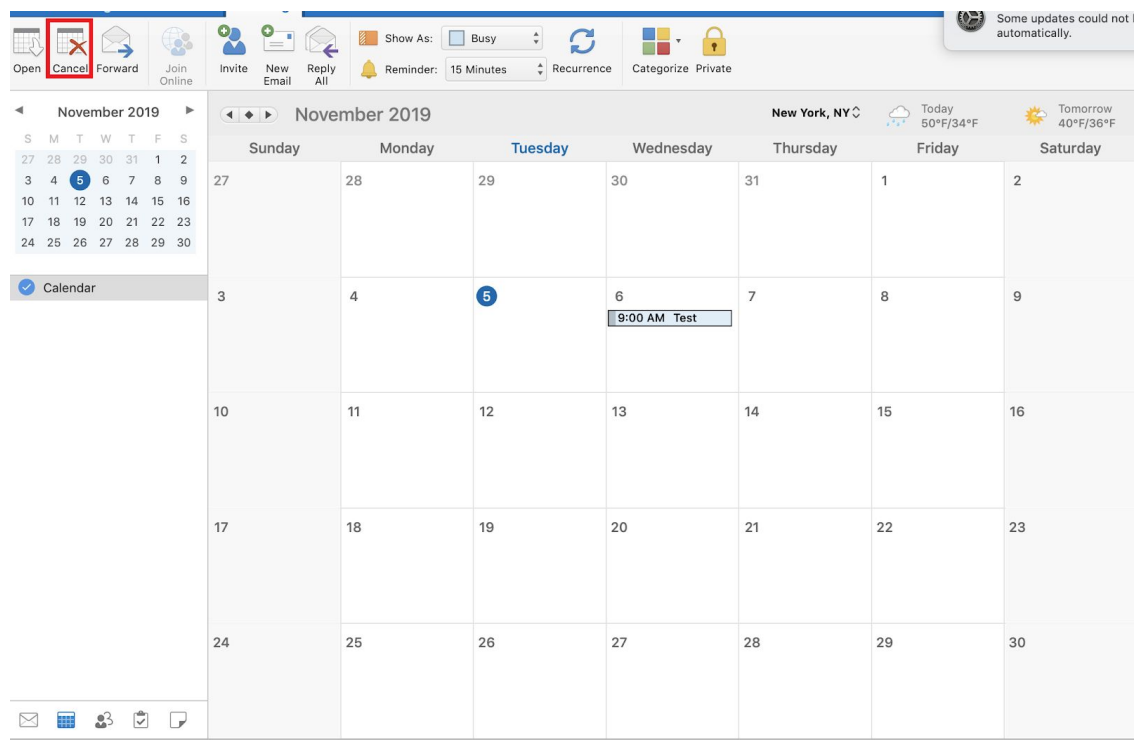 Some updates could not
automatically.
Open Cancel Forward Join Online Invite New Email Reply All
Show As: Busy
Reminder: 15 Minutes
Recurrence Categorize Private
November 2019
S M T W T F S
27 28 29 30 31 1 2
3 4 5 6 7 8 9
10 11 12 13 14 15 16
17 18 19 20 21 22 23
24 25 26 27 28 29 30
Calendar
November 2019
New York, NY
Today
50°F/34°F
Tomorrow
40°F/36°F
Sunday Monday Tuesday Wednesday Thursday Friday Saturday
27 28 29 30 31 1 2
3 4 5 6 7 8 9
9:00 AM Test
10 11 12 13 14 15 16
17 18 19 20 21 22 23
24 25 26 27 28 29 30